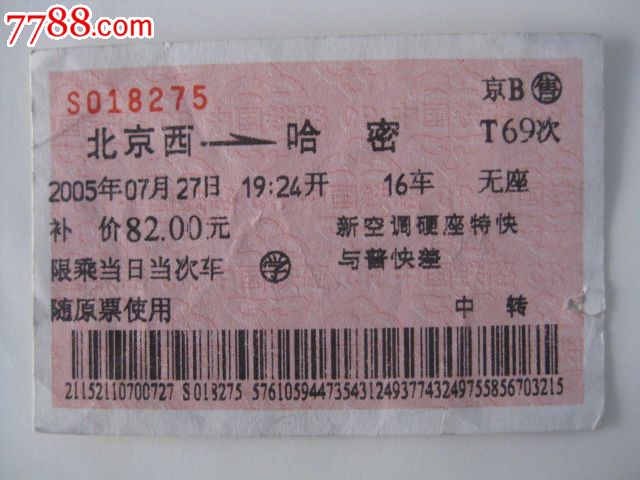 7788.com
S018275
京B 售
北京西 哈密
T69次
2005年07月27日 19:24开 16车 无座
补 价82.00元 新空调硬座特快
限乘当日当次车 学 与普快差
随原票使用 中 转
21152110700727 S018275 5761059447354312493774324975585670​3215